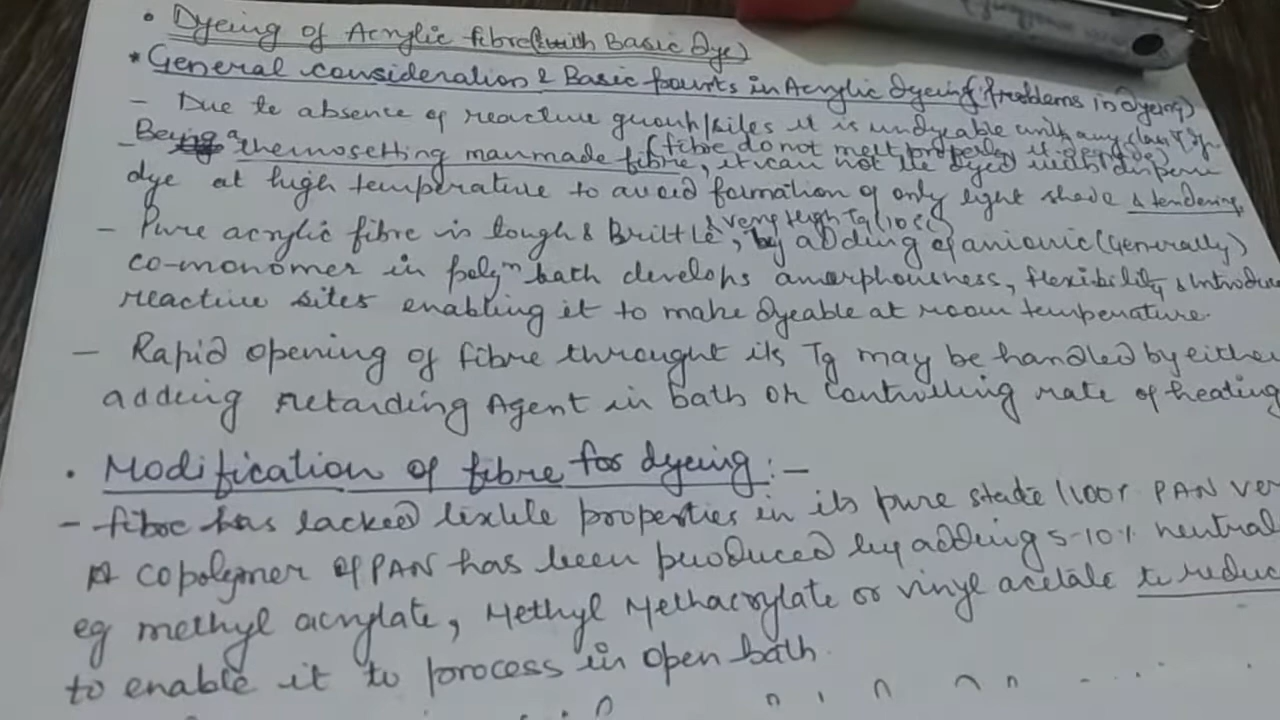 • Dyeing of Acrylic fibre (with Basic Dye)
* General consideration & Basic points in Acrylic dyeing (Problems in dyeing)
- Due to absence of reactive group/sites it is undyeable with any class of
(fibre do not melt properly it
- Being a thermosetting manmade fibre, it can not be dyed with disperse
dye at high temperature to avoid formation of only light shade & tendering
& very high Tg (105c)
- Pure acrylic fibre is tough & Brittle, by adding of anionic (Generally)
co-monomer in polyⁿ bath develops amorphousness, flexibility & Introduce
reactive sites enabling it to make dyeable at room temperature.
- Rapid opening of fibre throught its Tg may be handled by either
adding retarding Agent in bath or Controlling rate of heating
• Modification of fibre for dyeing :-
- fibre has lacked textile properties in its pure state (100% PAN ver
A copolymer of PAN has been produced by adding 5-10% neutral
eg methyl acrylate, Methyl Methacrylate or vinyl acetate to reduc
to enable it to process in open bath.